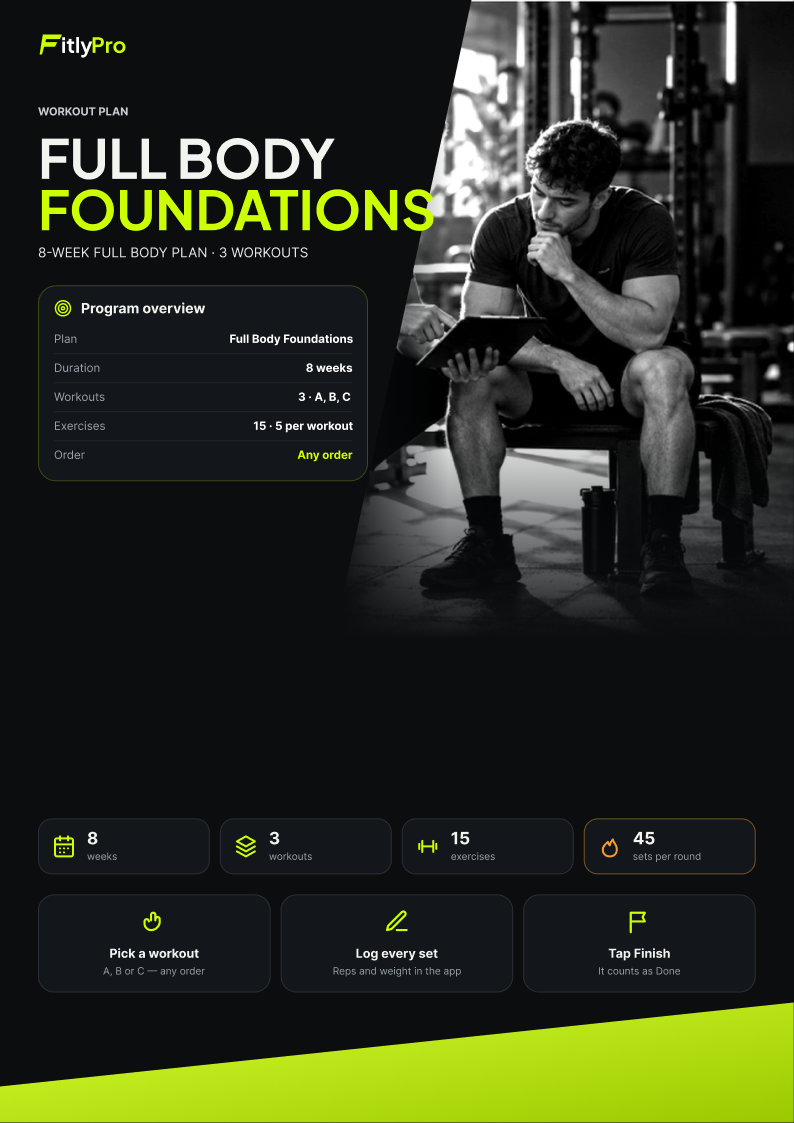 FitlyPro
WORKOUT PLAN
FULL BODY
FOUNDATIONS
8-WEEK FULL BODY PLAN · 3 WORKOUTS
Program overview
Plan Full Body Foundations
Duration 8 weeks
Workouts 3 · A, B, C
Exercises 15 · 5 per workout
Order Any order
8
weeks
3
workouts
15
exercises
45
sets per round
Pick a workout
A, B or C — any order
Log every set
Reps and weight in the app
Tap Finish
It counts as Done